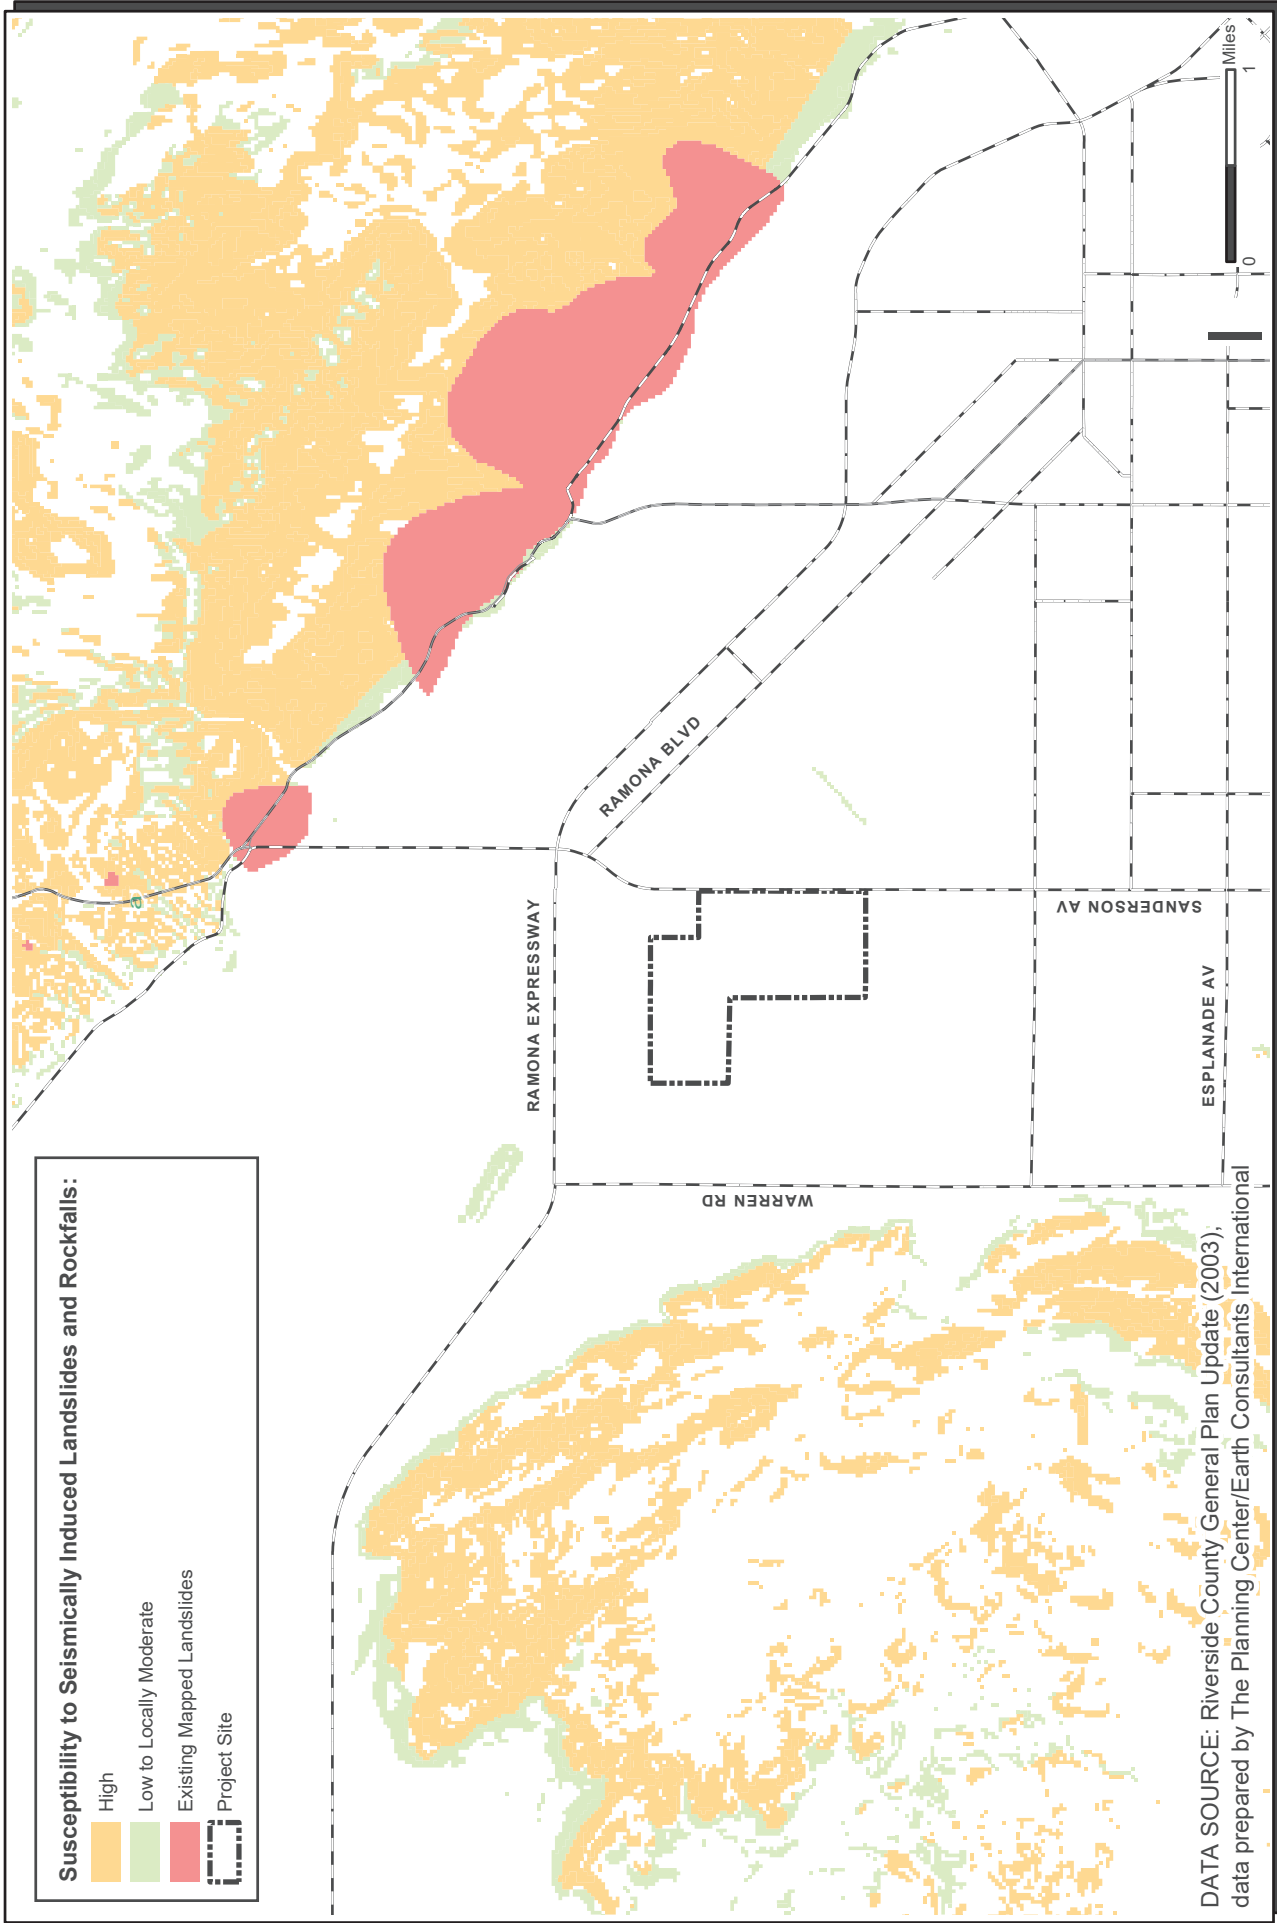 Susceptibility to Seismically Induced Landslides and Rockfalls:
High
Low to Locally Moderate
Existing Mapped Landslides
Project Site
RAMONA EXPRESSWAY
RAMONA BLVD
WARREN RD
SANDERSON AV
ESPLANADE AV
0
1
Miles
DATA SOURCE: Riverside County General Plan Update (2003),
data prepared by The Planning Center/Earth Consultants International